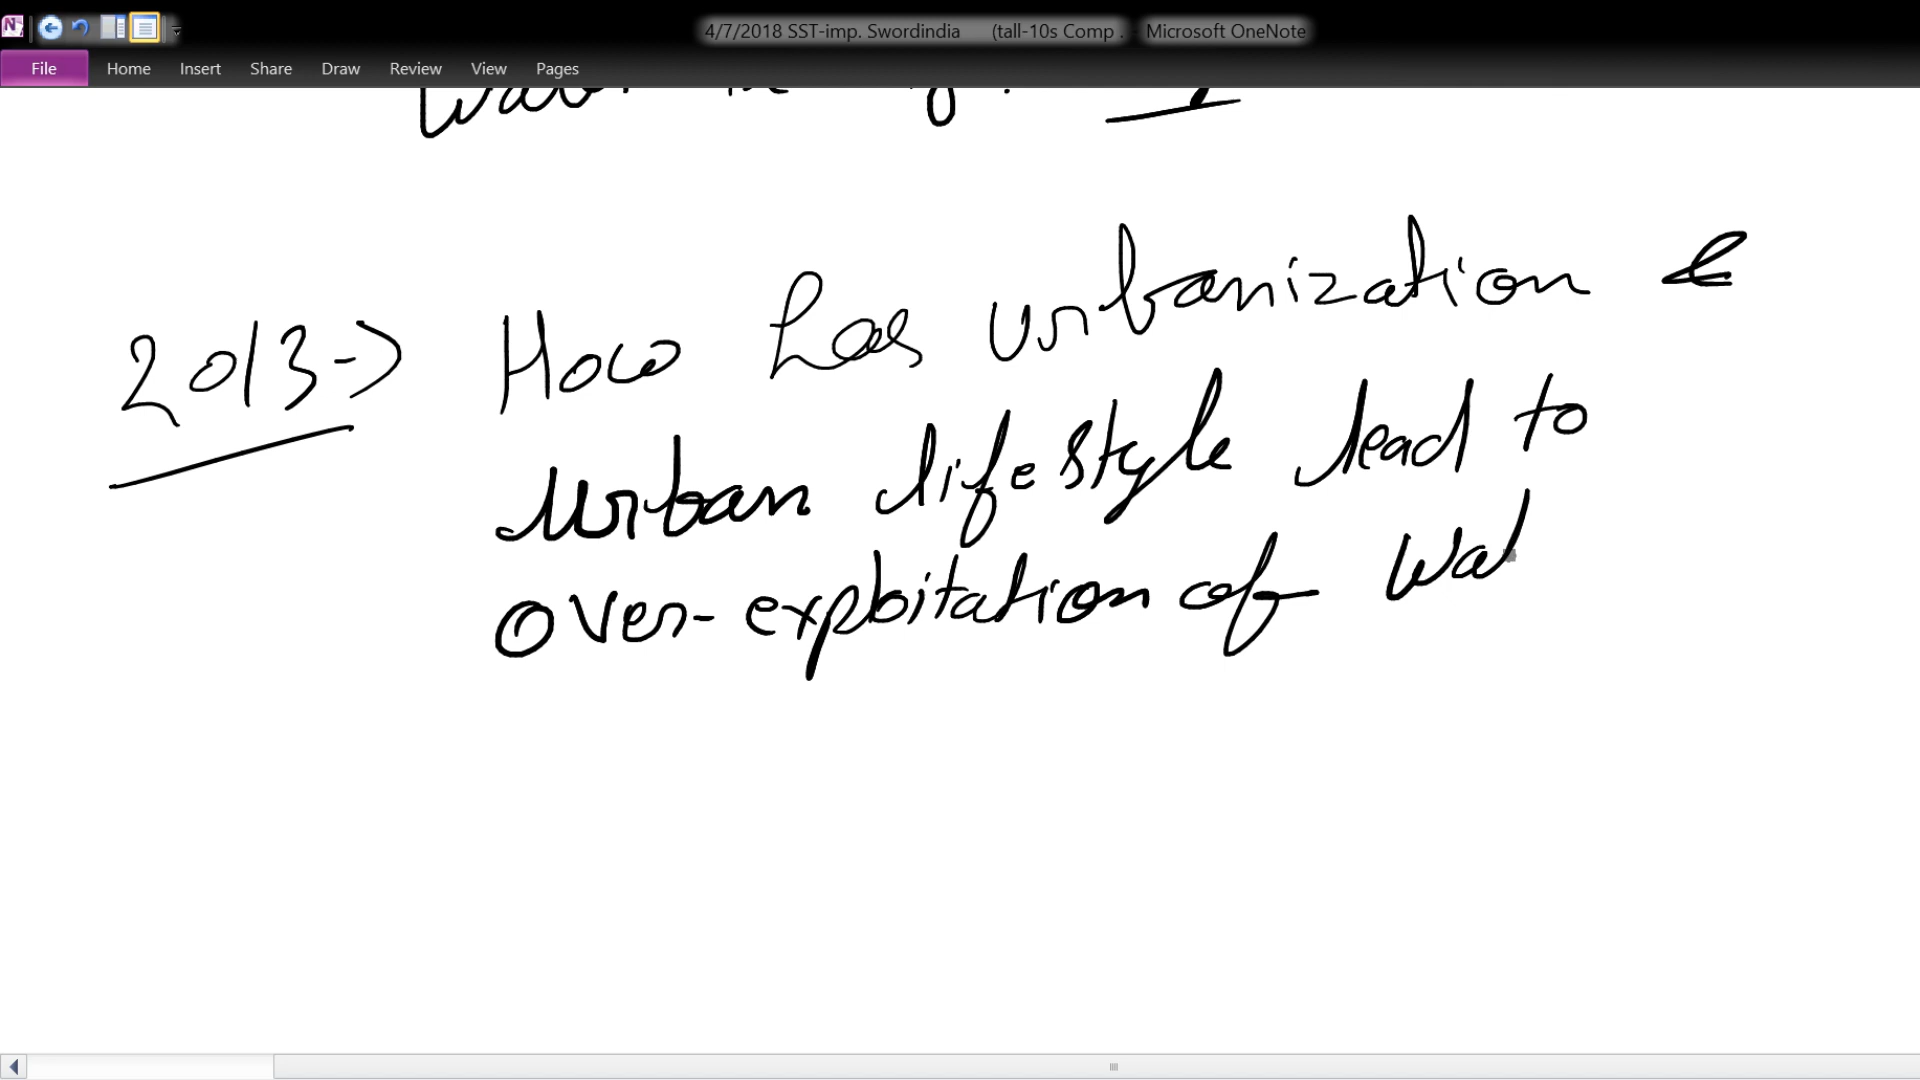 4/7/2018 SST-imp. Swordindia (tall-10s Comp . - Microsoft OneNote
File Home Insert Share Draw Review View Pages
2013-> How has urbanization &
urban lifestyle lead to
over-exploitation of wat